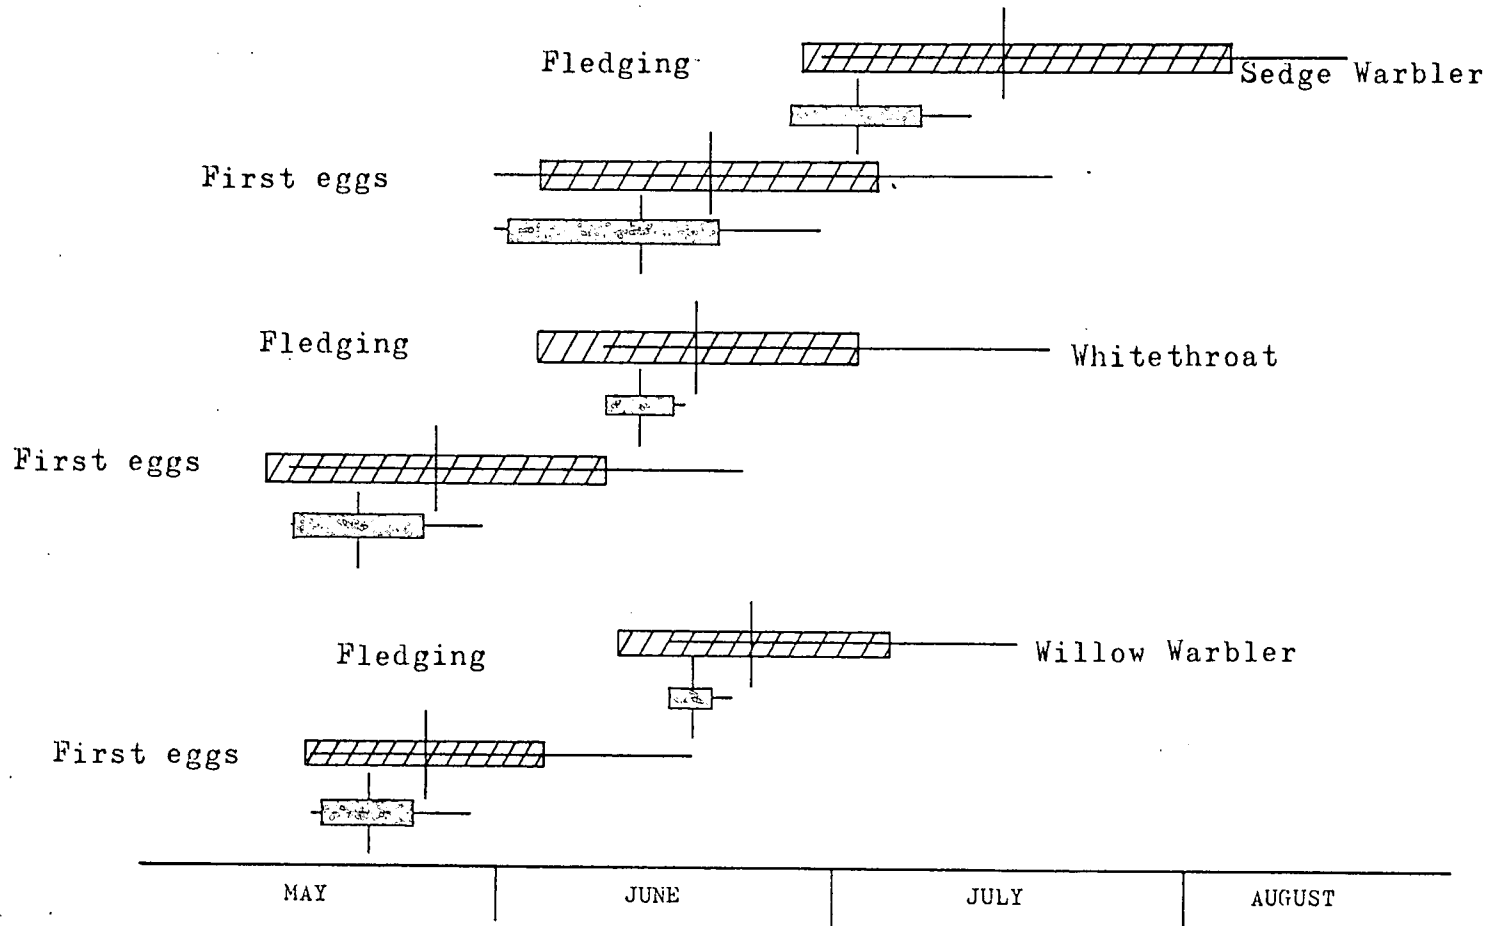 Fledging
Sedge Warbler
First eggs
Fledging
Whitethroat
First eggs
Fledging
Willow Warbler
First eggs
MAY JUNE JULY AUGUST